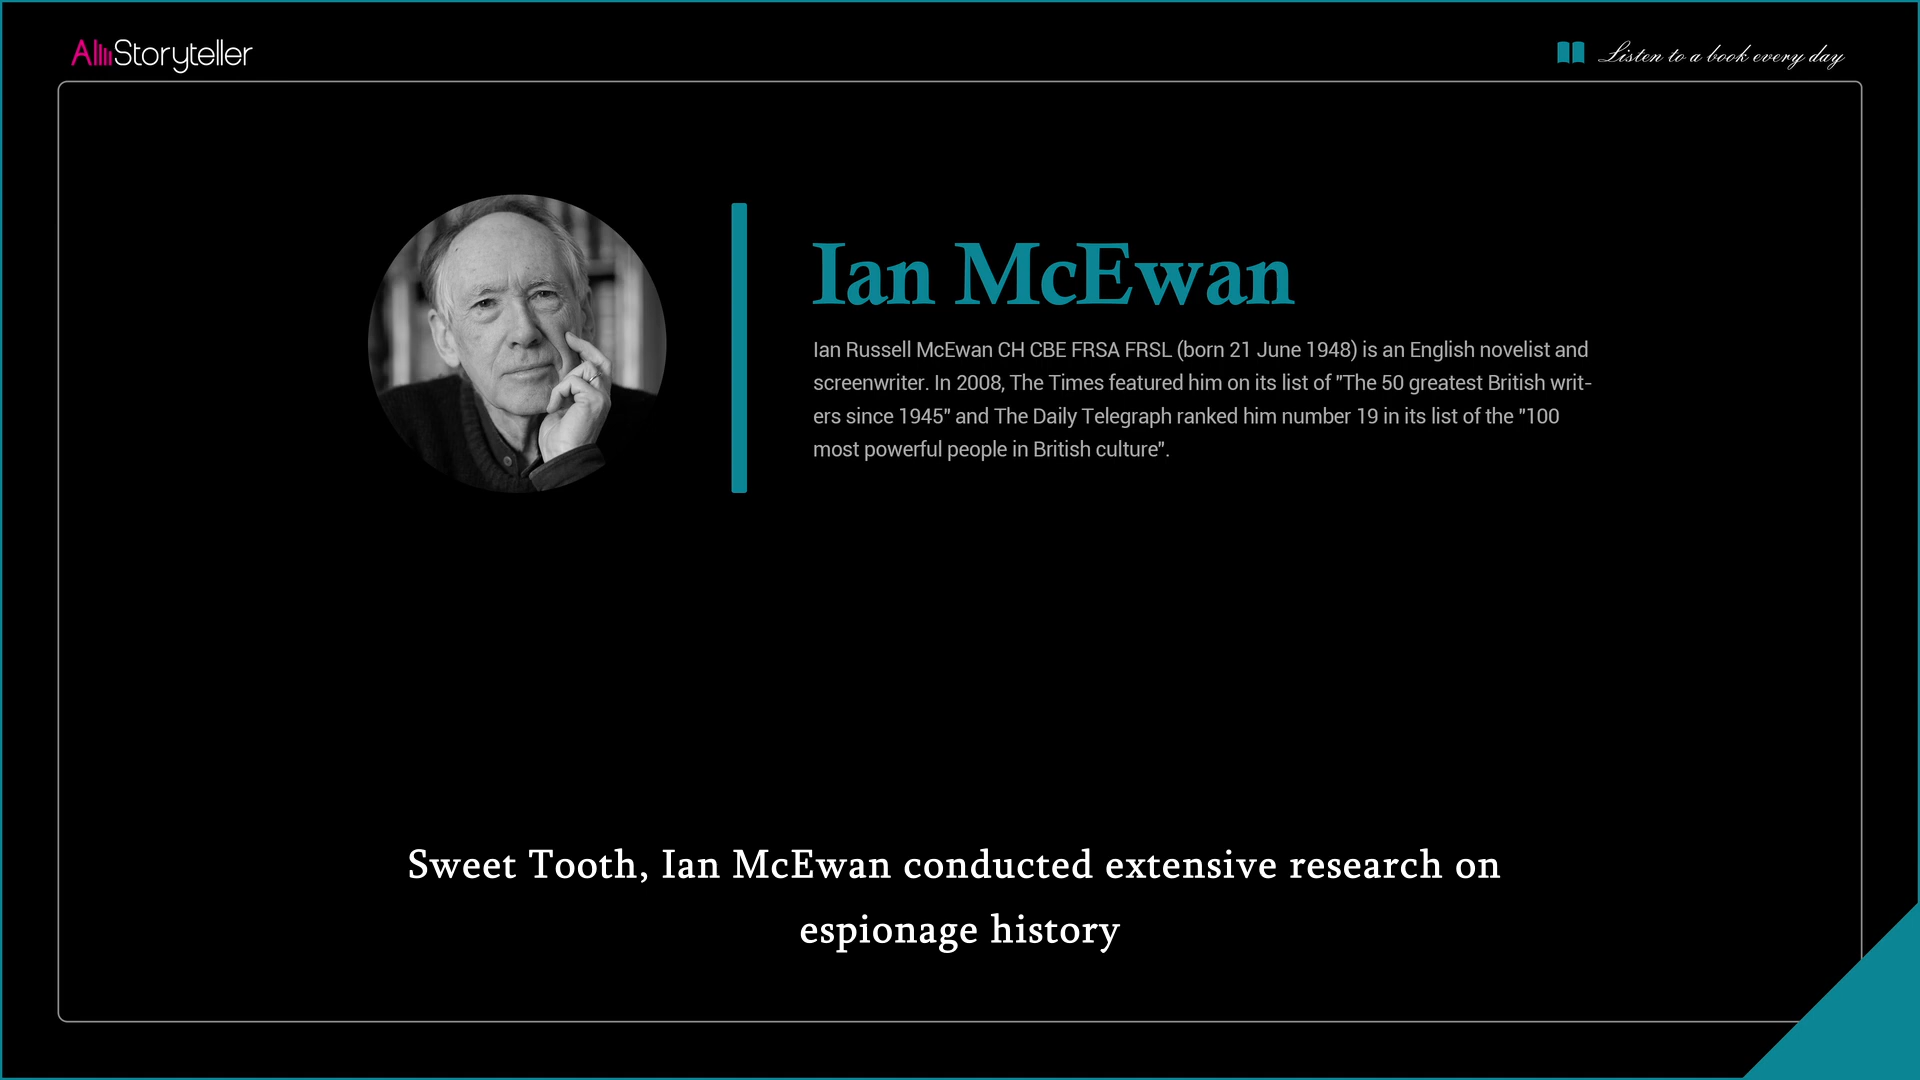 AllStoryteller
Listen to a book every day
Ian McEwan
Ian Russell McEwan CH CBE FRSA FRSL (born 21 June 1948) is an English novelist and
screenwriter. In 2008, The Times featured him on its list of "The 50 greatest British writ-
ers since 1945" and The Daily Telegraph ranked him number 19 in its list of the "100
most powerful people in British culture".
Sweet Tooth, Ian McEwan conducted extensive research on
espionage history